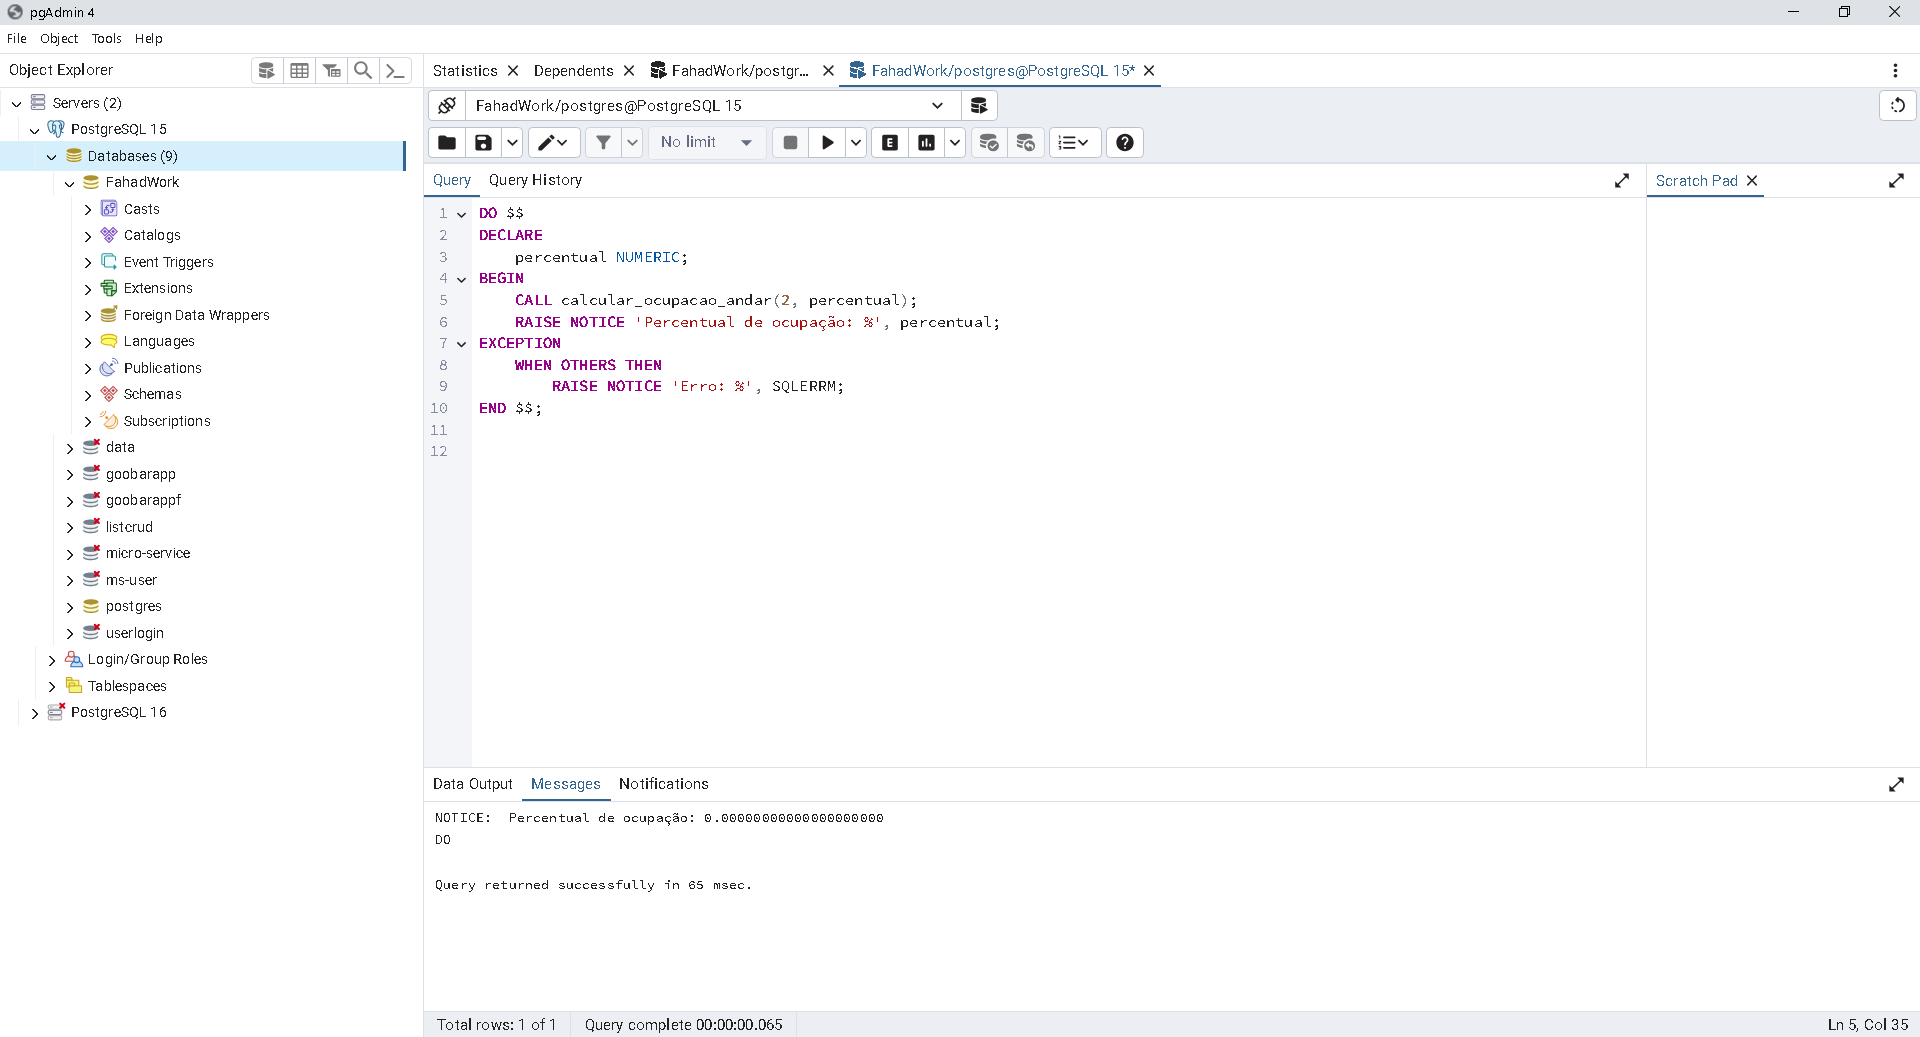 pgAdmin 4
File Object Tools Help
Object Explorer
Servers (2)
PostgreSQL 15
Databases (9)
FahadWork
Casts
Catalogs
Event Triggers
Extensions
Foreign Data Wrappers
Languages
Publications
Schemas
Subscriptions
data
goobarapp
goobarappf
listcrud
micro-service
ms-user
postgres
userlogin
Login/Group Roles
Tablespaces
PostgreSQL 16
Statistics Dependents FahadWork/postgr... FahadWork/postgres@PostgreSQL 15*
FahadWork/postgres@PostgreSQL 15
No limit E
Query Query History
1 DO $$
2 DECLARE
3 percentual NUMERIC;
4 BEGIN
5 CALL calcular_ocupacao_andar(2, percentual);
6 RAISE NOTICE 'Percentual de ocupação: %', percentual;
7 EXCEPTION
8 WHEN OTHERS THEN
9 RAISE NOTICE 'Erro: %', SQLERRM;
10 END $$;
11
12
Scratch Pad
Data Output Messages Notifications
NOTICE: Percentual de ocupação: 0.00000000000000000000
DO
Query returned successfully in 65 msec.
Total rows: 1 of 1 Query complete 00:00:00.065 Ln 5, Col 35